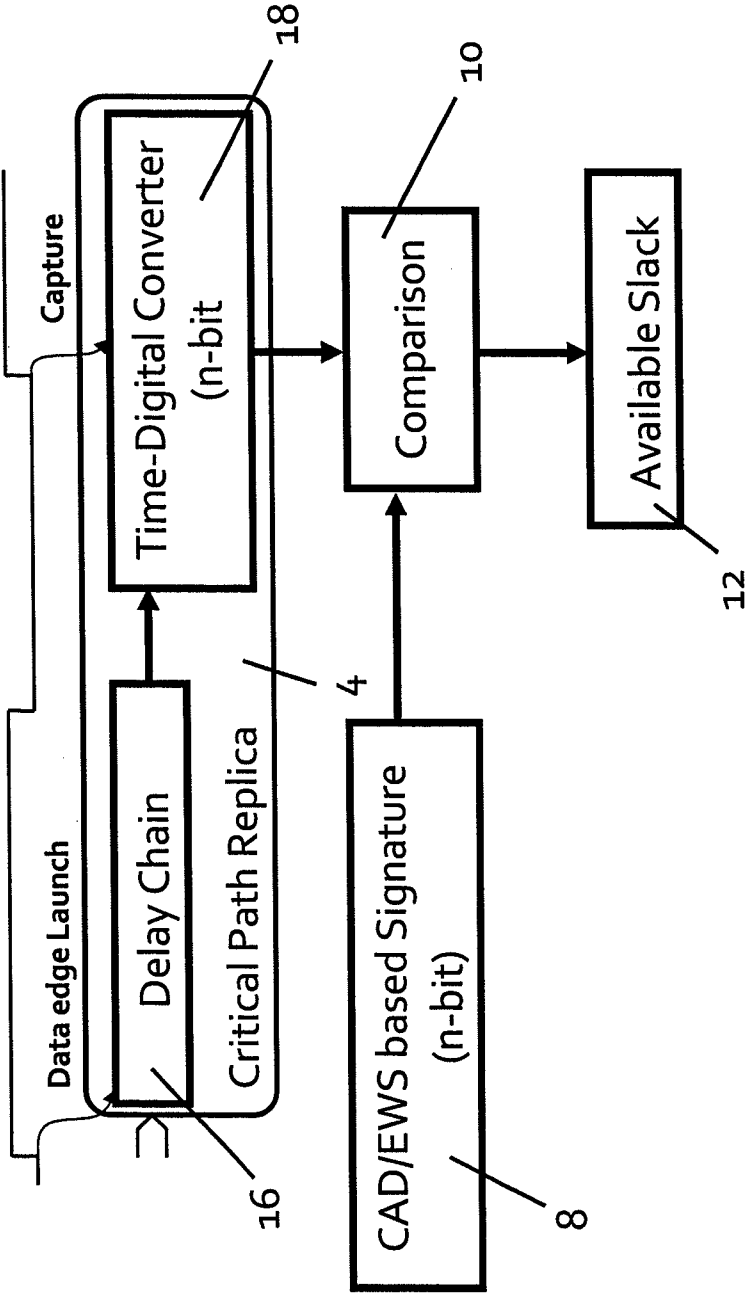 Data edge Launch
Capture
Delay Chain
16
Time-Digital Converter
(n-bit)
18
Critical Path Replica
4
CAD/EWS based Signature
(n-bit)
8
Comparison
10
Available Slack
12